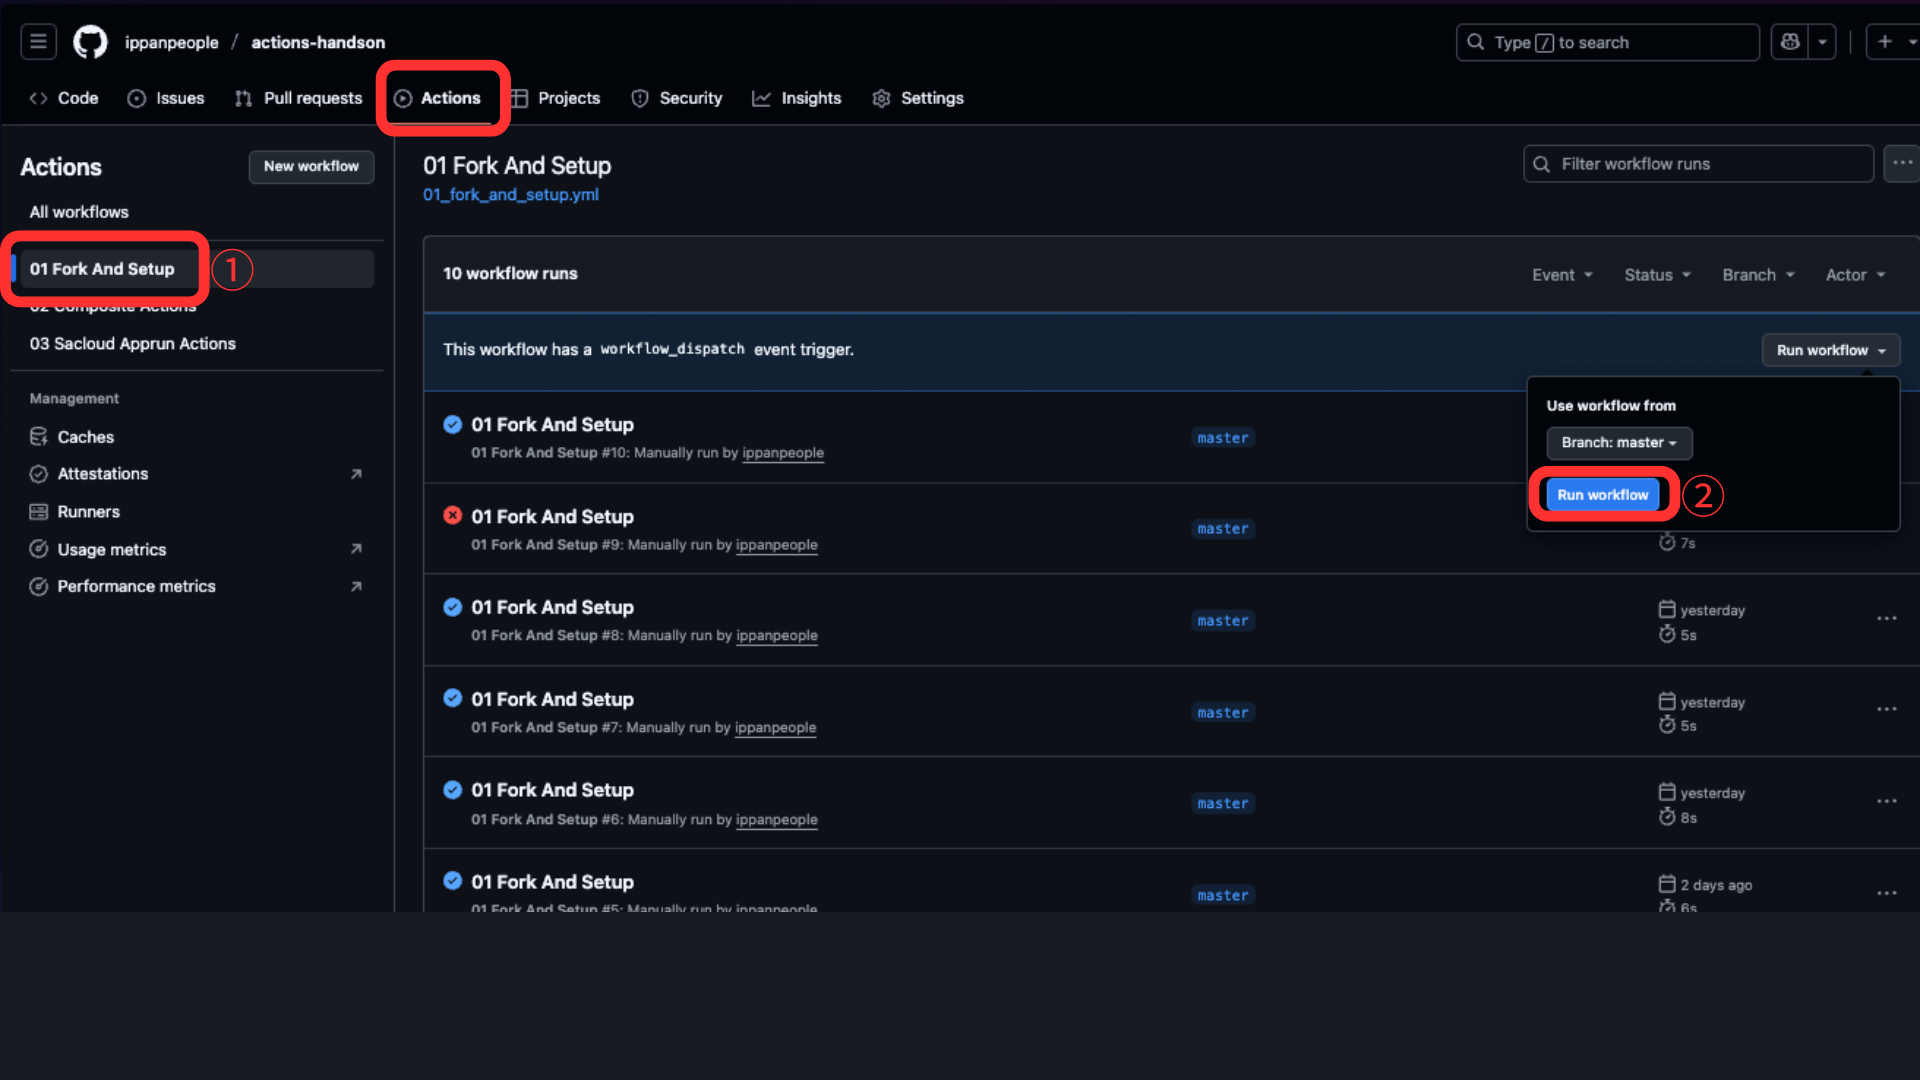 ippanpeople / actions-handson
Type / to search
Code Issues Pull requests Actions Projects Security Insights Settings
Actions
New workflow
All workflows
01 Fork And Setup
①
02 Composite Actions
03 Sacloud Apprun Actions
Management
Caches
Attestations
Runners
Usage metrics
Performance metrics
01 Fork And Setup
01_fork_and_setup.yml
Filter workflow runs
10 workflow runs
Event Status Branch Actor
This workflow has a workflow_dispatch event trigger.
Run workflow
Use workflow from
Branch: master
Run workflow
②
01 Fork And Setup
01 Fork And Setup #10: Manually run by ippanpeople
master
01 Fork And Setup
01 Fork And Setup #9: Manually run by ippanpeople
master
7s
01 Fork And Setup
01 Fork And Setup #8: Manually run by ippanpeople
master
yesterday
5s
01 Fork And Setup
01 Fork And Setup #7: Manually run by ippanpeople
master
yesterday
5s
01 Fork And Setup
01 Fork And Setup #6: Manually run by ippanpeople
master
yesterday
8s
01 Fork And Setup
01 Fork And Setup #5: Manually run by ippanpeople
master
2 days ago
6s